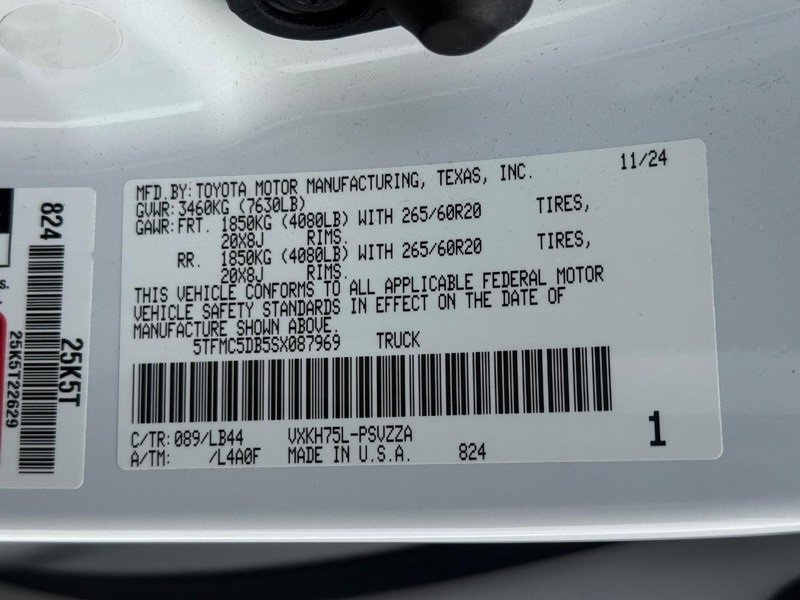 MFD.BY:TOYOTA MOTOR MANUFACTURING, TEXAS, INC. 11/24
GVWR:3460KG (7630LB)
GAWR:FRT. 1850KG (4080LB) WITH 265/60R20 TIRES,
20X8J RIMS.
RR. 1850KG (4080LB) WITH 265/60R20 TIRES,
20X8J RIMS.
THIS VEHICLE CONFORMS TO ALL APPLICABLE FEDERAL MOTOR
VEHICLE SAFETY STANDARDS IN EFFECT ON THE DATE OF
MANUFACTURE SHOWN ABOVE.
5TFMC5DB5SX087969 TRUCK
C/TR:089/LB44 VXKH75L-PSVZZA
A/TM: /L4A0F MADE IN U.S.A. 824
1
824
25K5T
25K5T22629
s.